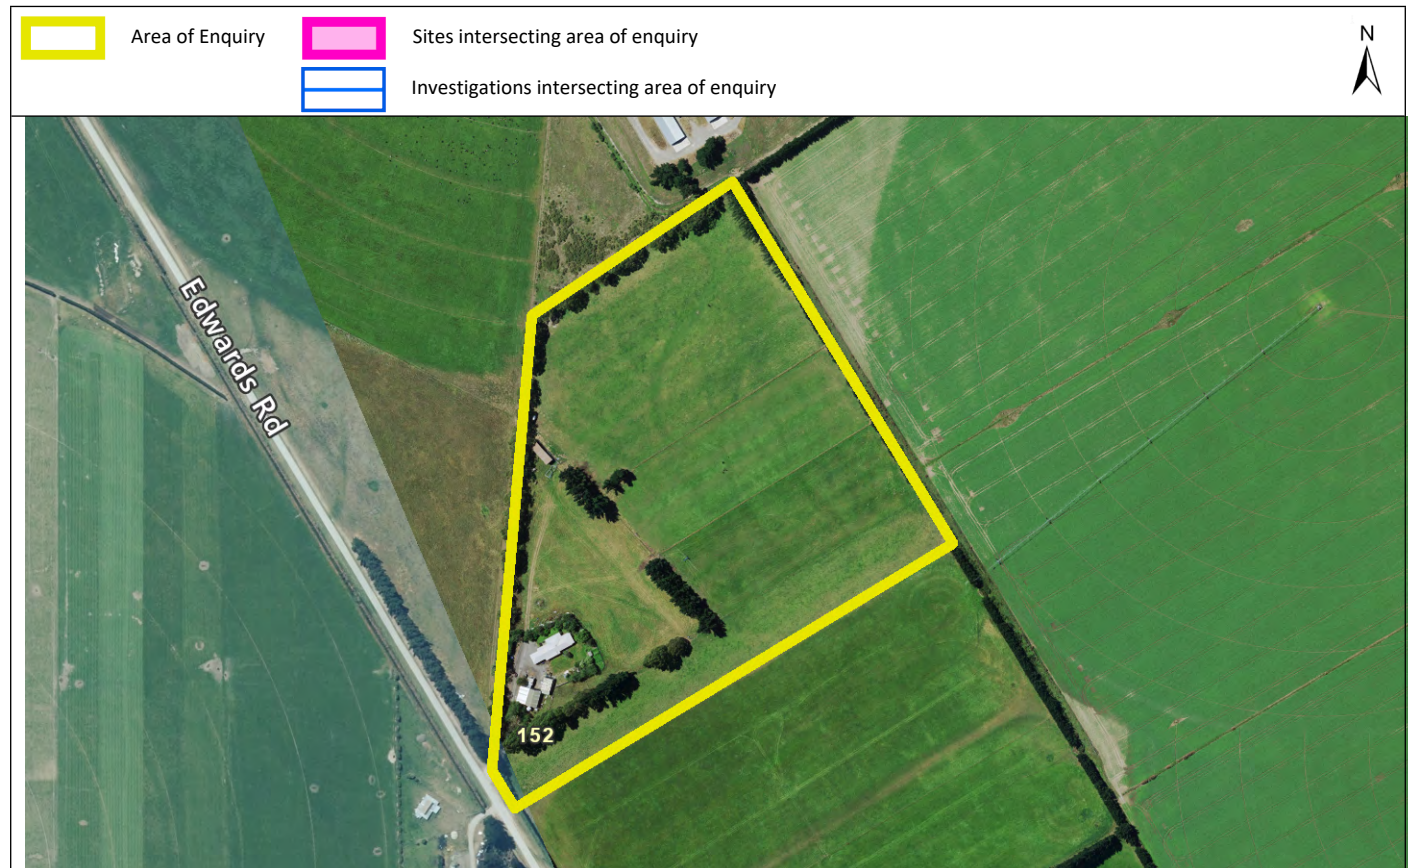 Area of Enquiry
Sites intersecting area of enquiry
N
Investigations intersecting area of enquiry
Edwards Rd
152